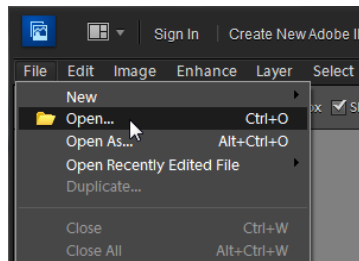 Sign In Create New Adobe
File Edit Image Enhance Layer Select
New
Open... Ctrl+O
Open As... Alt+Ctrl+O
Open Recently Edited File
Duplicate...
Close Ctrl+W
Close All Alt+Ctrl+W